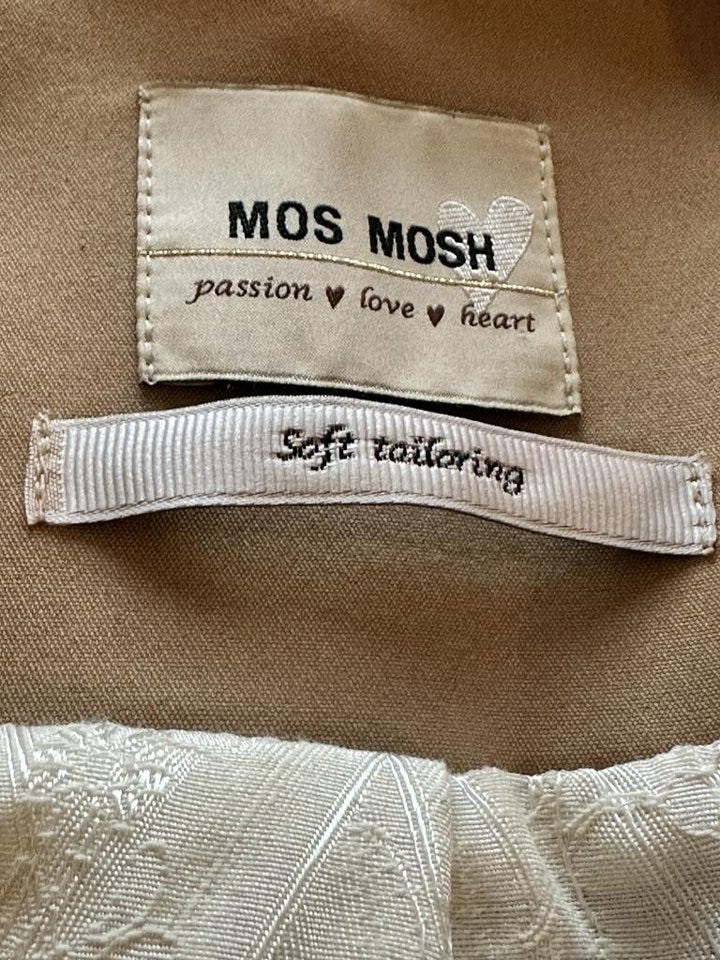 MOS MOSH
passion ♥ love ♥ heart
Soft tailoring